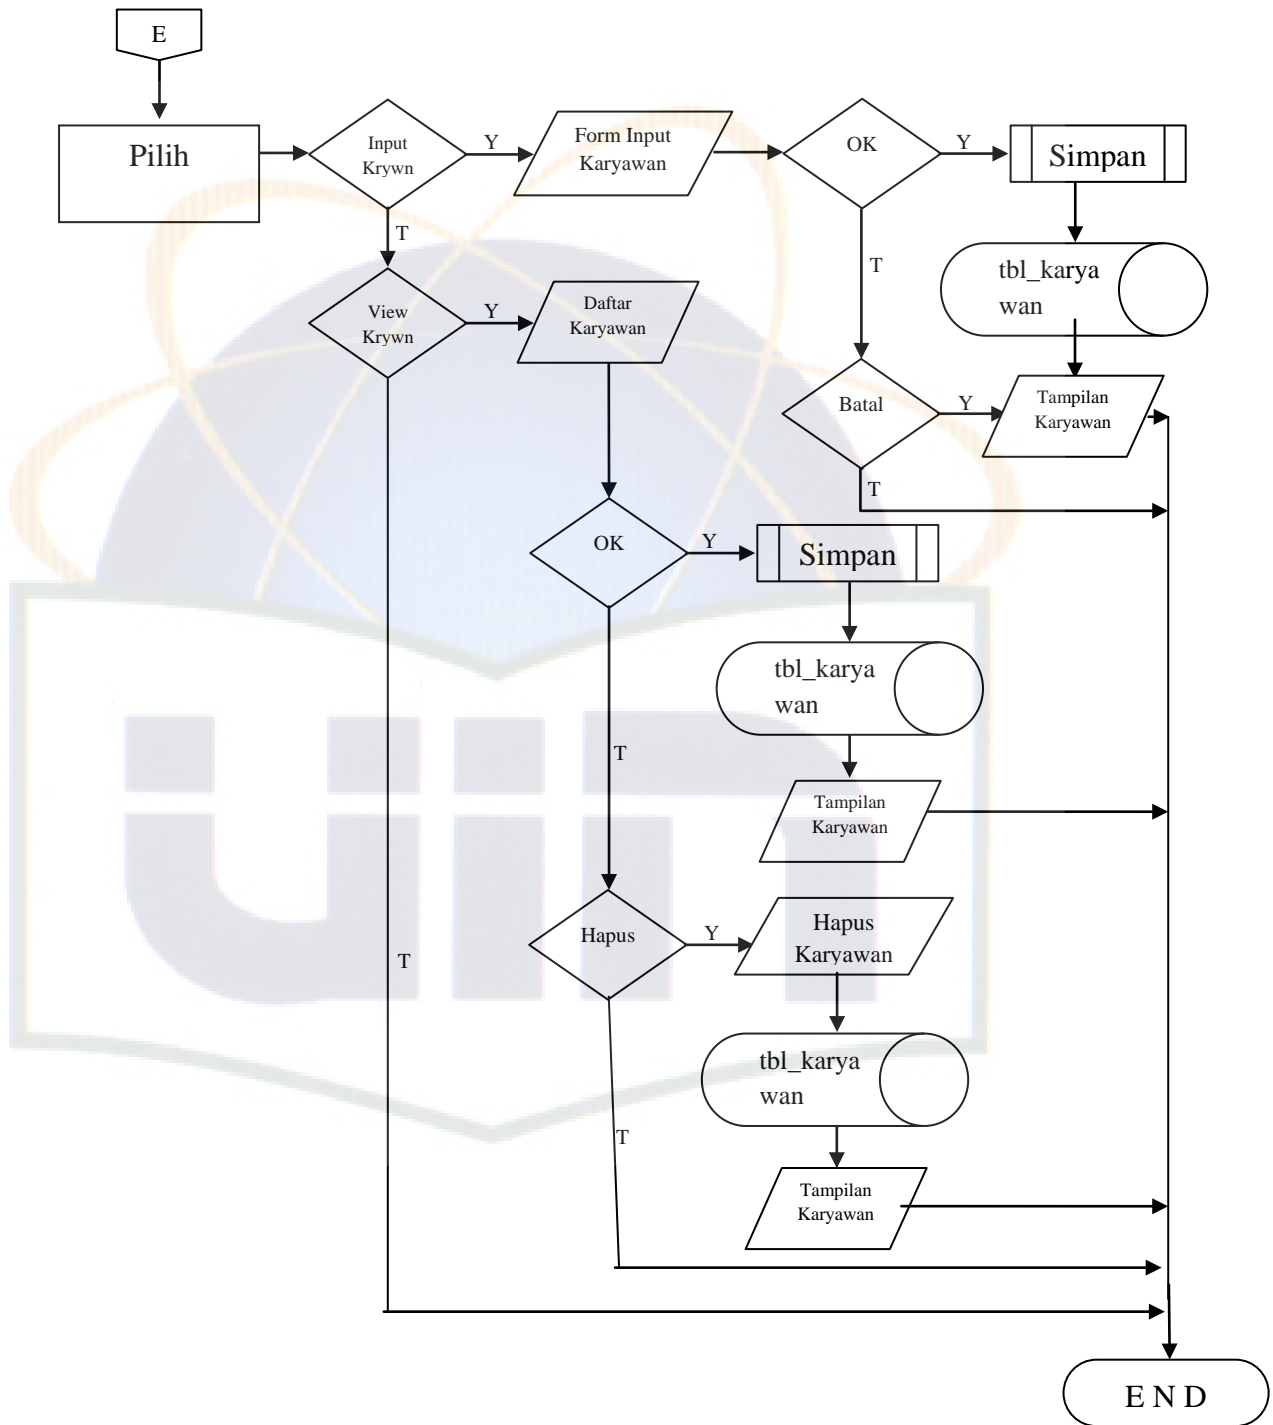 E
Pilih
Input
Krywn
Y
Form Input
Karyawan
OK
Y
Simpan
T
T
tbl_karya
wan
View
Krywn
Y
Daftar
Karyawan
Batal
Y
Tampilan
Karyawan
T
OK
Y
Simpan
tbl_karya
wan
T
Tampilan
Karyawan
Hapus
Y
Hapus
Karyawan
T
tbl_karya
wan
T
Tampilan
Karyawan
E N D
uin